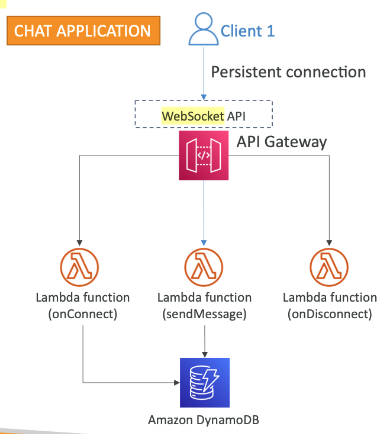 CHAT APPLICATION
Client 1
Persistent connection
WebSocket API
API Gateway
Lambda function
(onConnect)
Lambda function
(sendMessage)
Lambda function
(onDisconnect)
Amazon DynamoDB